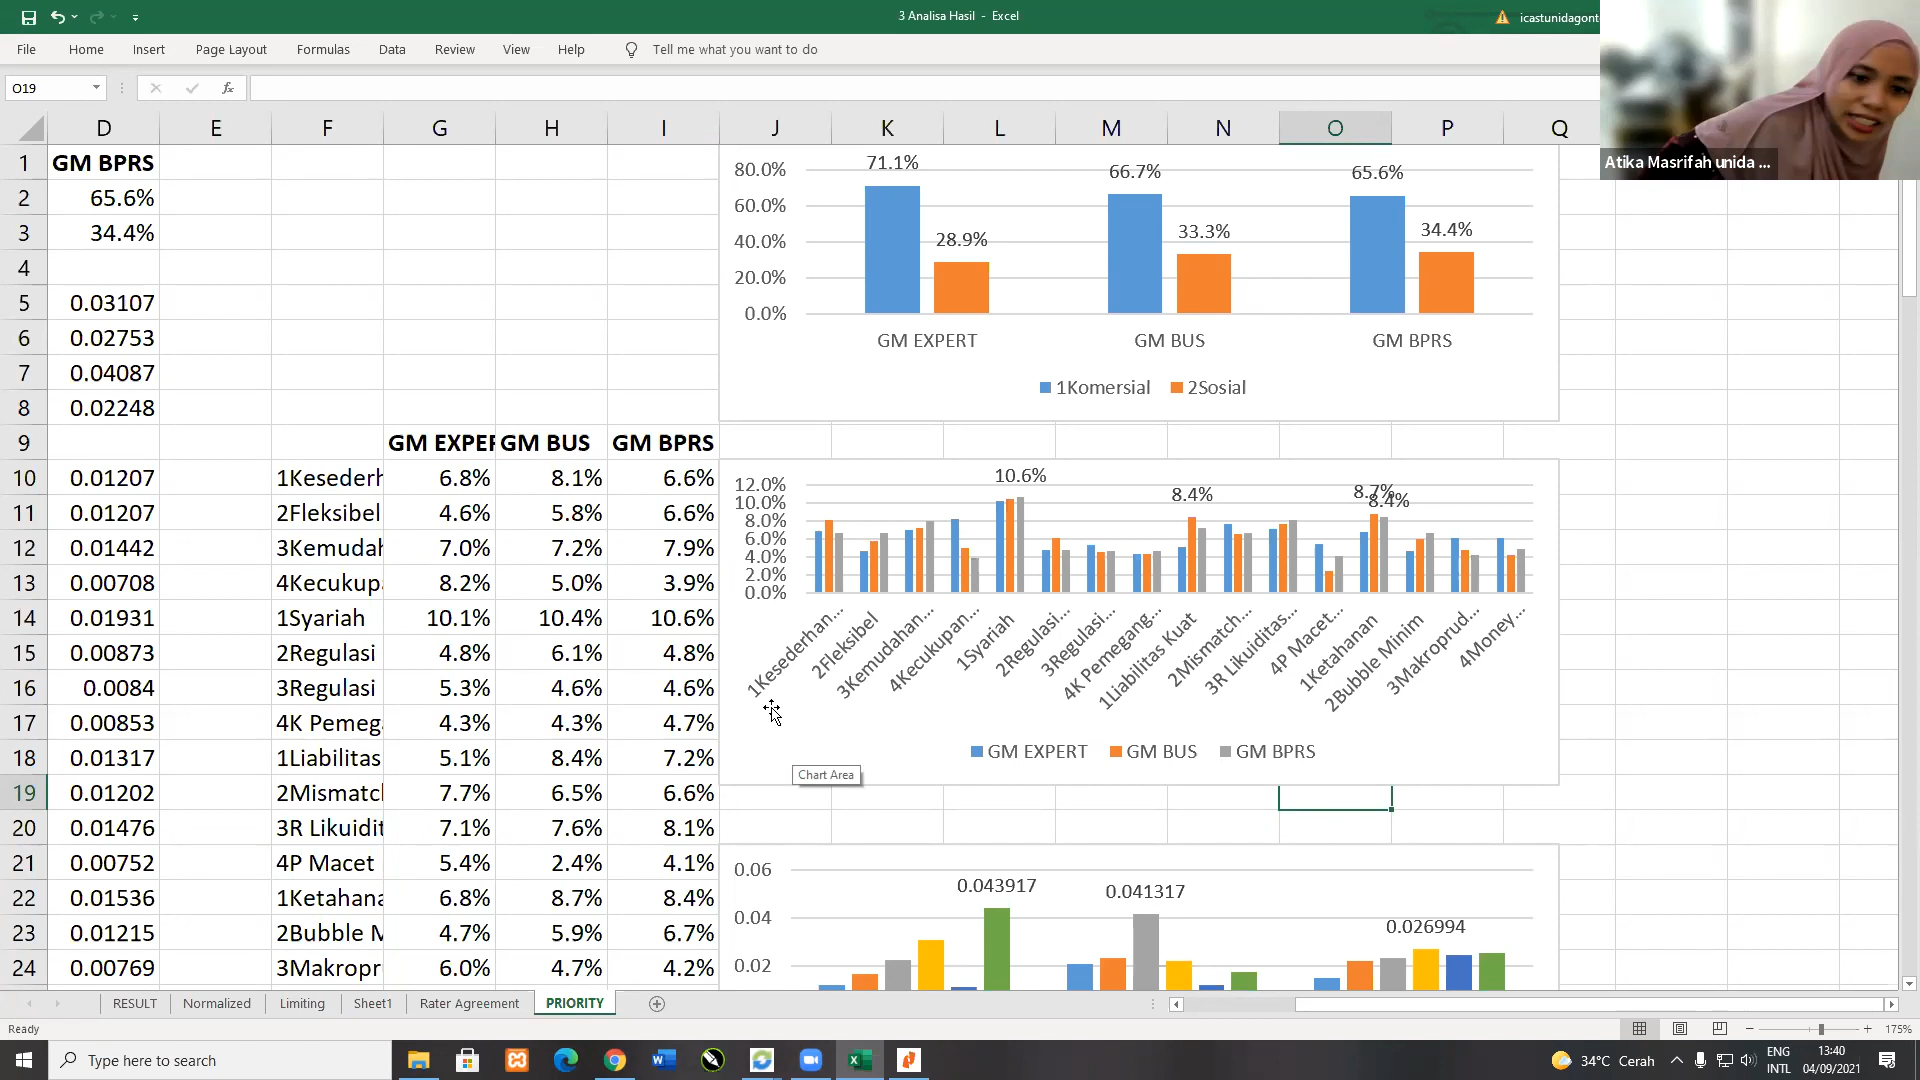 3 Analisa Hasil - Excel
icastunidagont
File Home Insert Page Layout Formulas Data Review View Help Tell me what you want to do
O19 fx
Atika Masrifah unida ...
D E F G H I J K L M N O P Q
1 GM BPRS
2 65.6%
3 34.4%
4
5 0.03107
6 0.02753
7 0.04087
8 0.02248
9 GM EXPER GM BUS GM BPRS
10 0.01207 1Kesederh 6.8% 8.1% 6.6%
11 0.01207 2Fleksibel 4.6% 5.8% 6.6%
12 0.01442 3Kemudah 7.0% 7.2% 7.9%
13 0.00708 4Kecukupa 8.2% 5.0% 3.9%
14 0.01931 1Syariah 10.1% 10.4% 10.6%
15 0.00873 2Regulasi 4.8% 6.1% 4.8%
16 0.0084 3Regulasi 5.3% 4.6% 4.6%
17 0.00853 4K Pemega 4.3% 4.3% 4.7%
18 0.01317 1Liabilitas 5.1% 8.4% 7.2%
19 0.01202 2Mismatch 7.7% 6.5% 6.6%
20 0.01476 3R Likuidit 7.1% 7.6% 8.1%
21 0.00752 4P Macet 5.4% 2.4% 4.1%
22 0.01536 1Ketahana 6.8% 8.7% 8.4%
23 0.01215 2Bubble M 4.7% 5.9% 6.7%
24 0.00769 3Makropr 6.0% 4.7% 4.2%
80.0%
60.0%
40.0%
20.0%
0.0%
71.1% 28.9% 66.7% 33.3% 65.6% 34.4%
GM EXPERT GM BUS GM BPRS
1Komersial 2Sosial
12.0%
10.0%
8.0%
6.0%
4.0%
2.0%
0.0%
10.6% 8.4% 8.7% 8.4%
1Kesederhan...
2Fleksibel
3Kemudahan...
4Kecukupan...
1Syariah
2Regulasi...
3Regulasi...
4K Pemegang...
1Liabilitas Kuat
2Mismatch...
3R Likuiditas...
4P Macet...
1Ketahanan
2Bubble Minim
3Makroprud...
4Money...
GM EXPERT GM BUS GM BPRS
Chart Area
0.06
0.04
0.02
0.043917 0.041317 0.026994
RESULT Normalized Limiting Sheet1 Rater Agreement PRIORITY
Ready 175%
Type here to search
34°C Cerah
ENG
INTL
13:40
04/09/2021